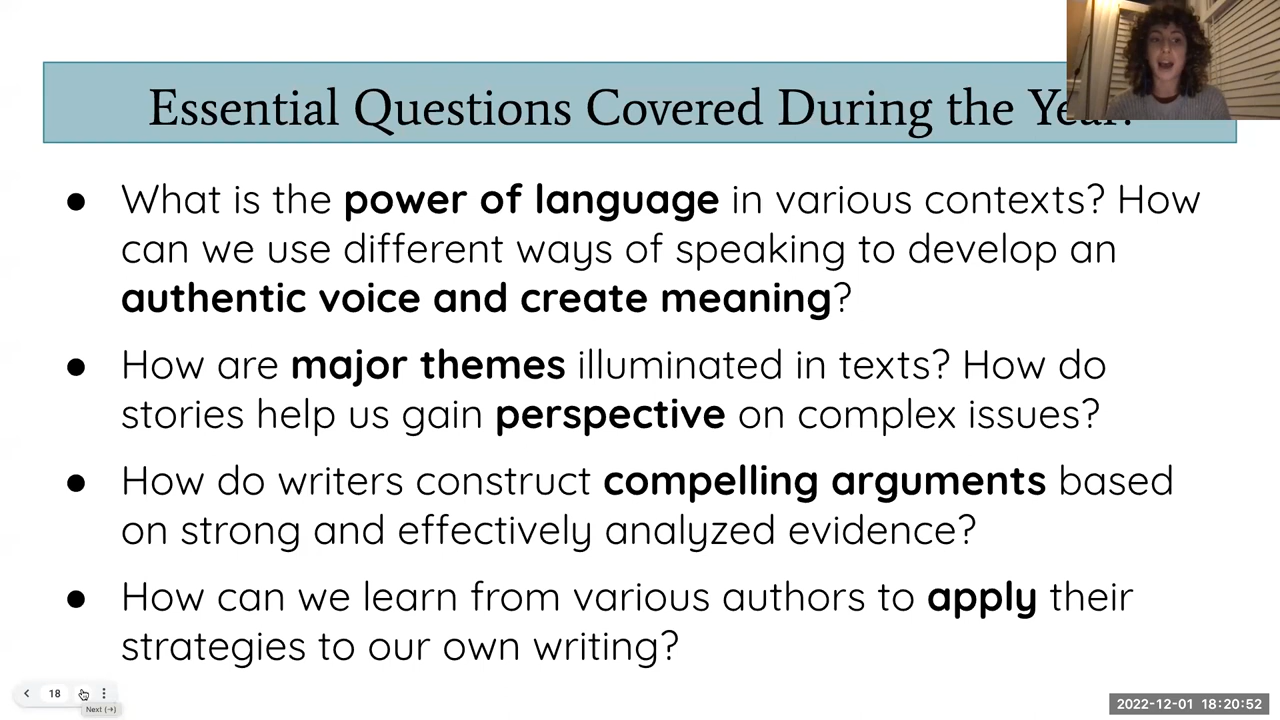 Essential Questions Covered During the
● What is the power of language in various contexts? How
can we use different ways of speaking to develop an
authentic voice and create meaning?
● How are major themes illuminated in texts? How do
stories help us gain perspective on complex issues?
● How do writers construct compelling arguments based
on strong and effectively analyzed evidence?
● How can we learn from various authors to apply their
strategies to our own writing?
18
Next (→)
2022-12-01 18:20:52